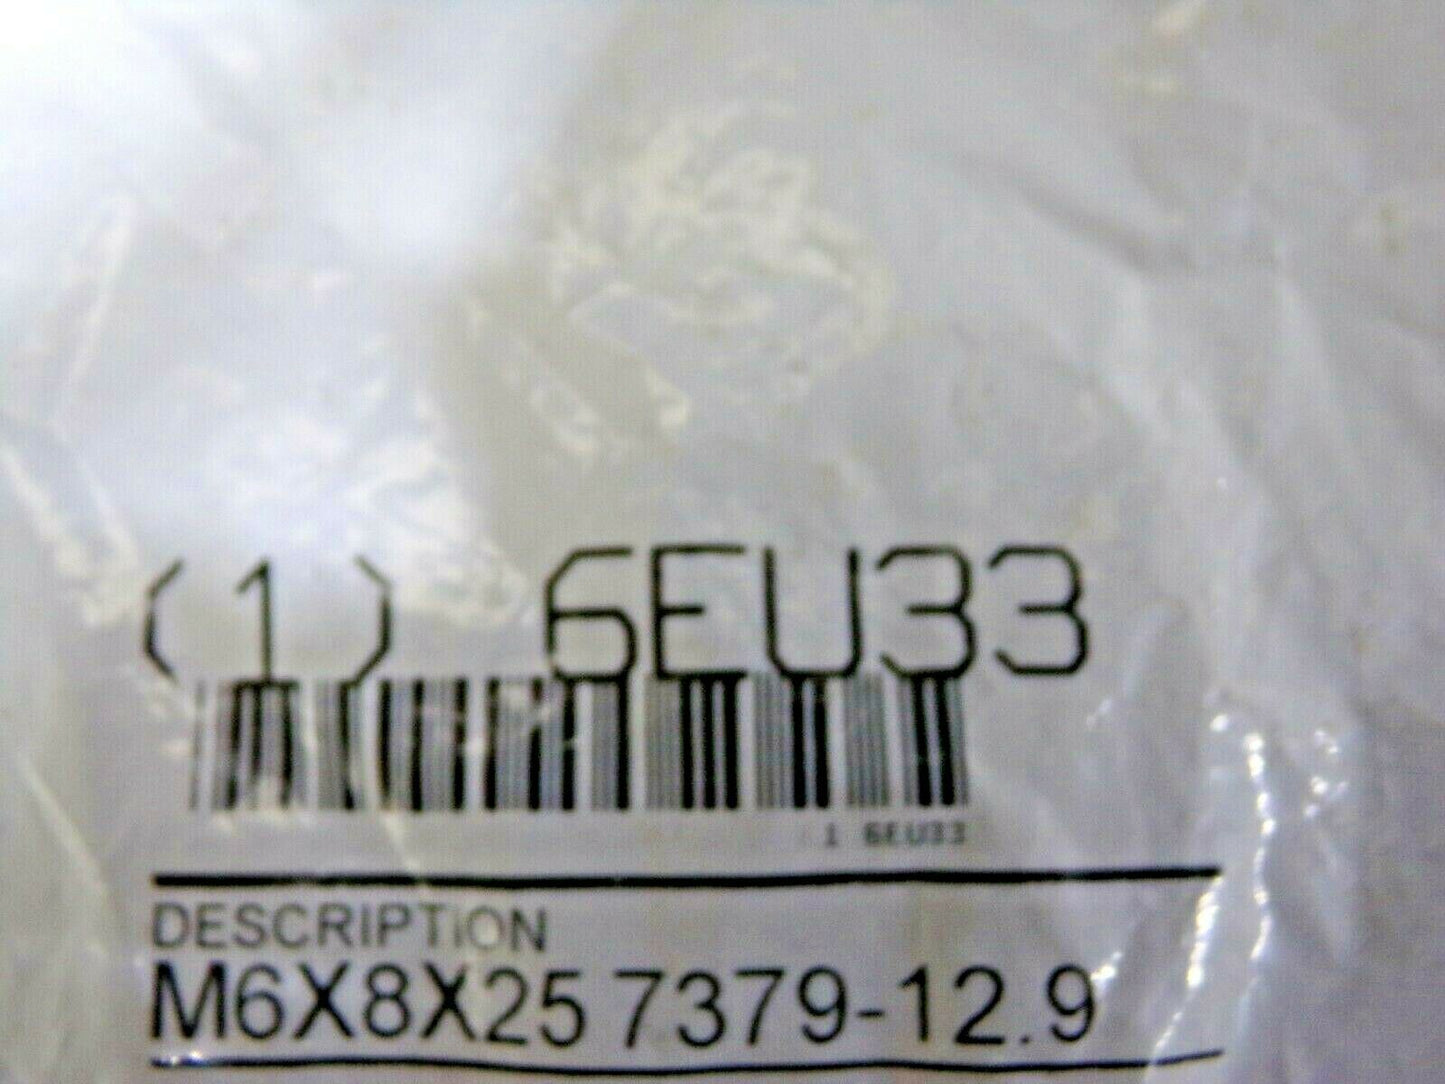 (1) 6EU33
1 6EU33
DESCRIPTION
M6X8X25 7379-12.9